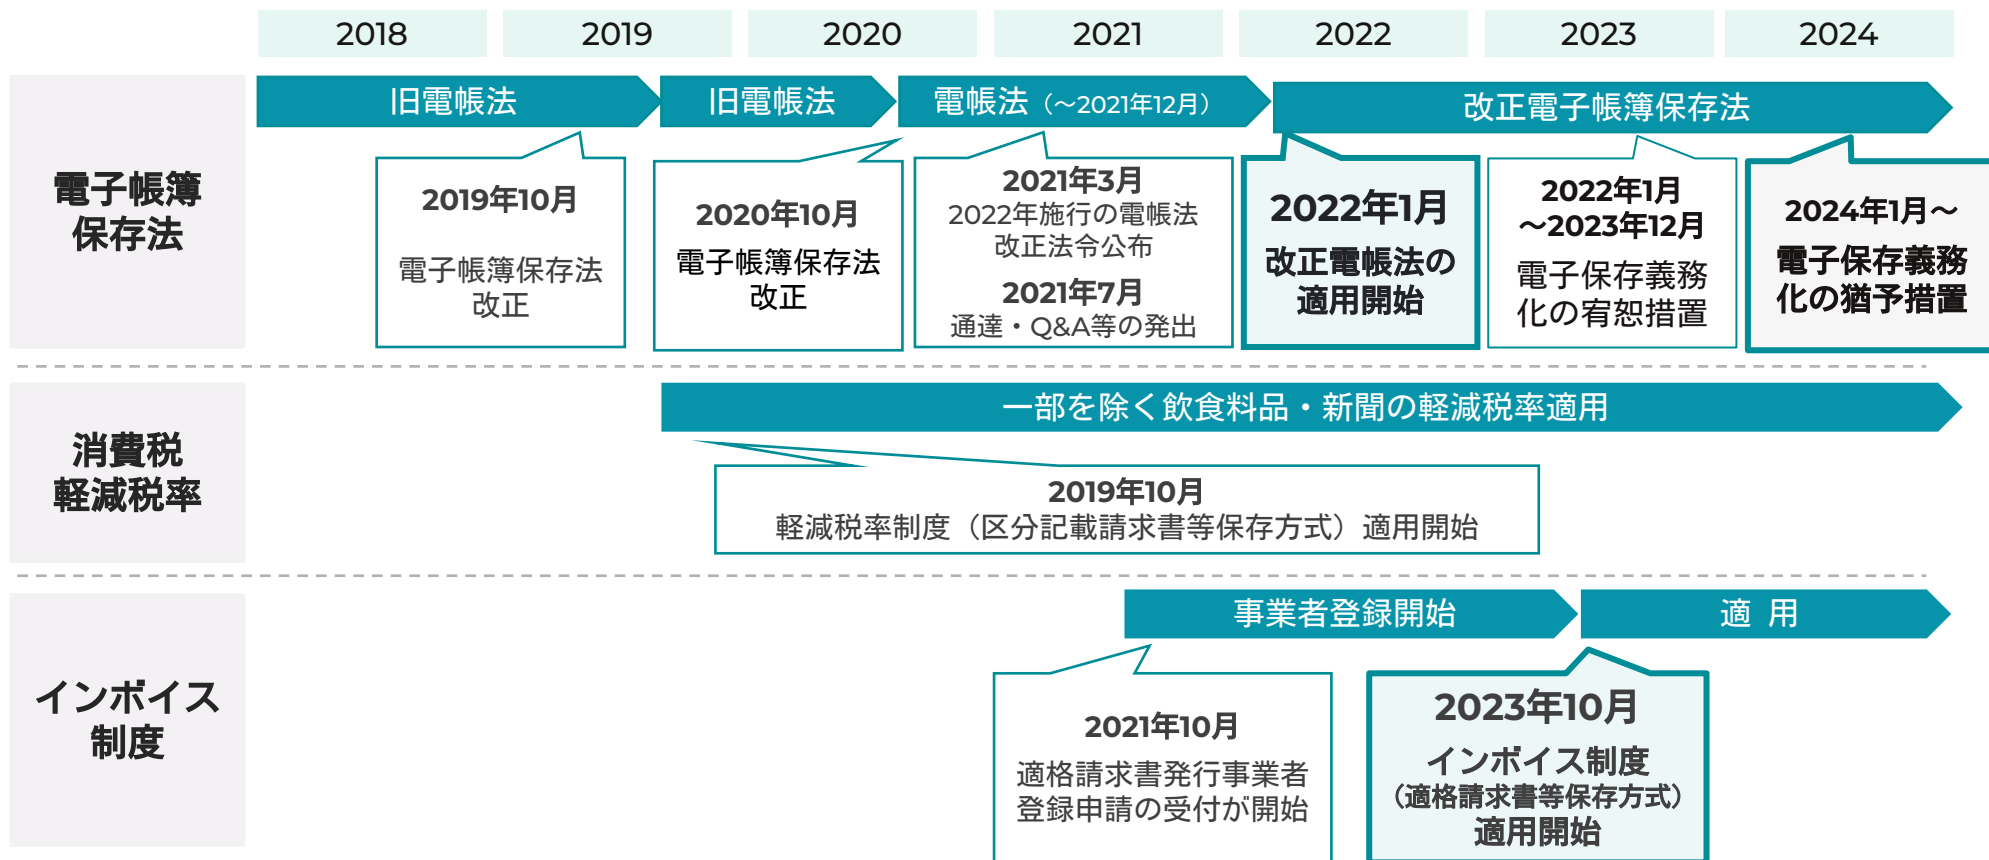 2018
2019
2020
2021
2022
2023
2024
電子帳簿
保存法
旧電帳法
旧電帳法
電帳法（～2021年12月）
改正電子帳簿保存法
2019年10月
電子帳簿保存法
改正
2020年10月
電子帳簿保存法
改正
2021年3月
2022年施行の電帳法
改正法令公布
2021年7月
通達・Q&A等の発出
2022年1月
改正電帳法の
適用開始
2022年1月
～2023年12月
電子保存義務
化の宥恕措置
2024年1月～
電子保存義務
化の猶予措置
消費税
軽減税率
一部を除く飲食料品・新聞の軽減税率適用
2019年10月
軽減税率制度（区分記載請求書等保存方式）適用開始
インボイス
制度
事業者登録開始
適 用
2021年10月
適格請求書発行事業者
登録申請の受付が開始
2023年10月
インボイス制度
（適格請求書等保存方式）
適用開始